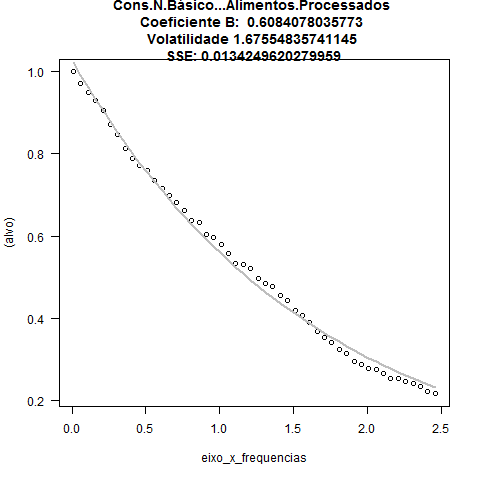 Cons.N.Básico...Alimentos.Processados
Coeficiente B:  0.6084078035773
Volatilidade 1.67554835741145
SSE: 0.0134249620279959
1.0
0.8
0.6
0.4
0.2
(alvo)
0.0
0.5
1.0
1.5
2.0
2.5
eixo_x_frequencias